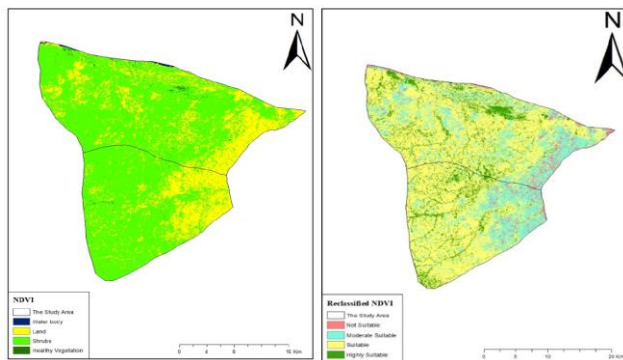 N
NDVI
The Study Area
Water body
Land
Shrubs
Healthy Vegetation
0 4 8 16 Km
N
Reclassified NDVI
The Study Area
Not Suitable
Moderate Suitable
Suitable
Highly Suitable
0 5 10 20 Km